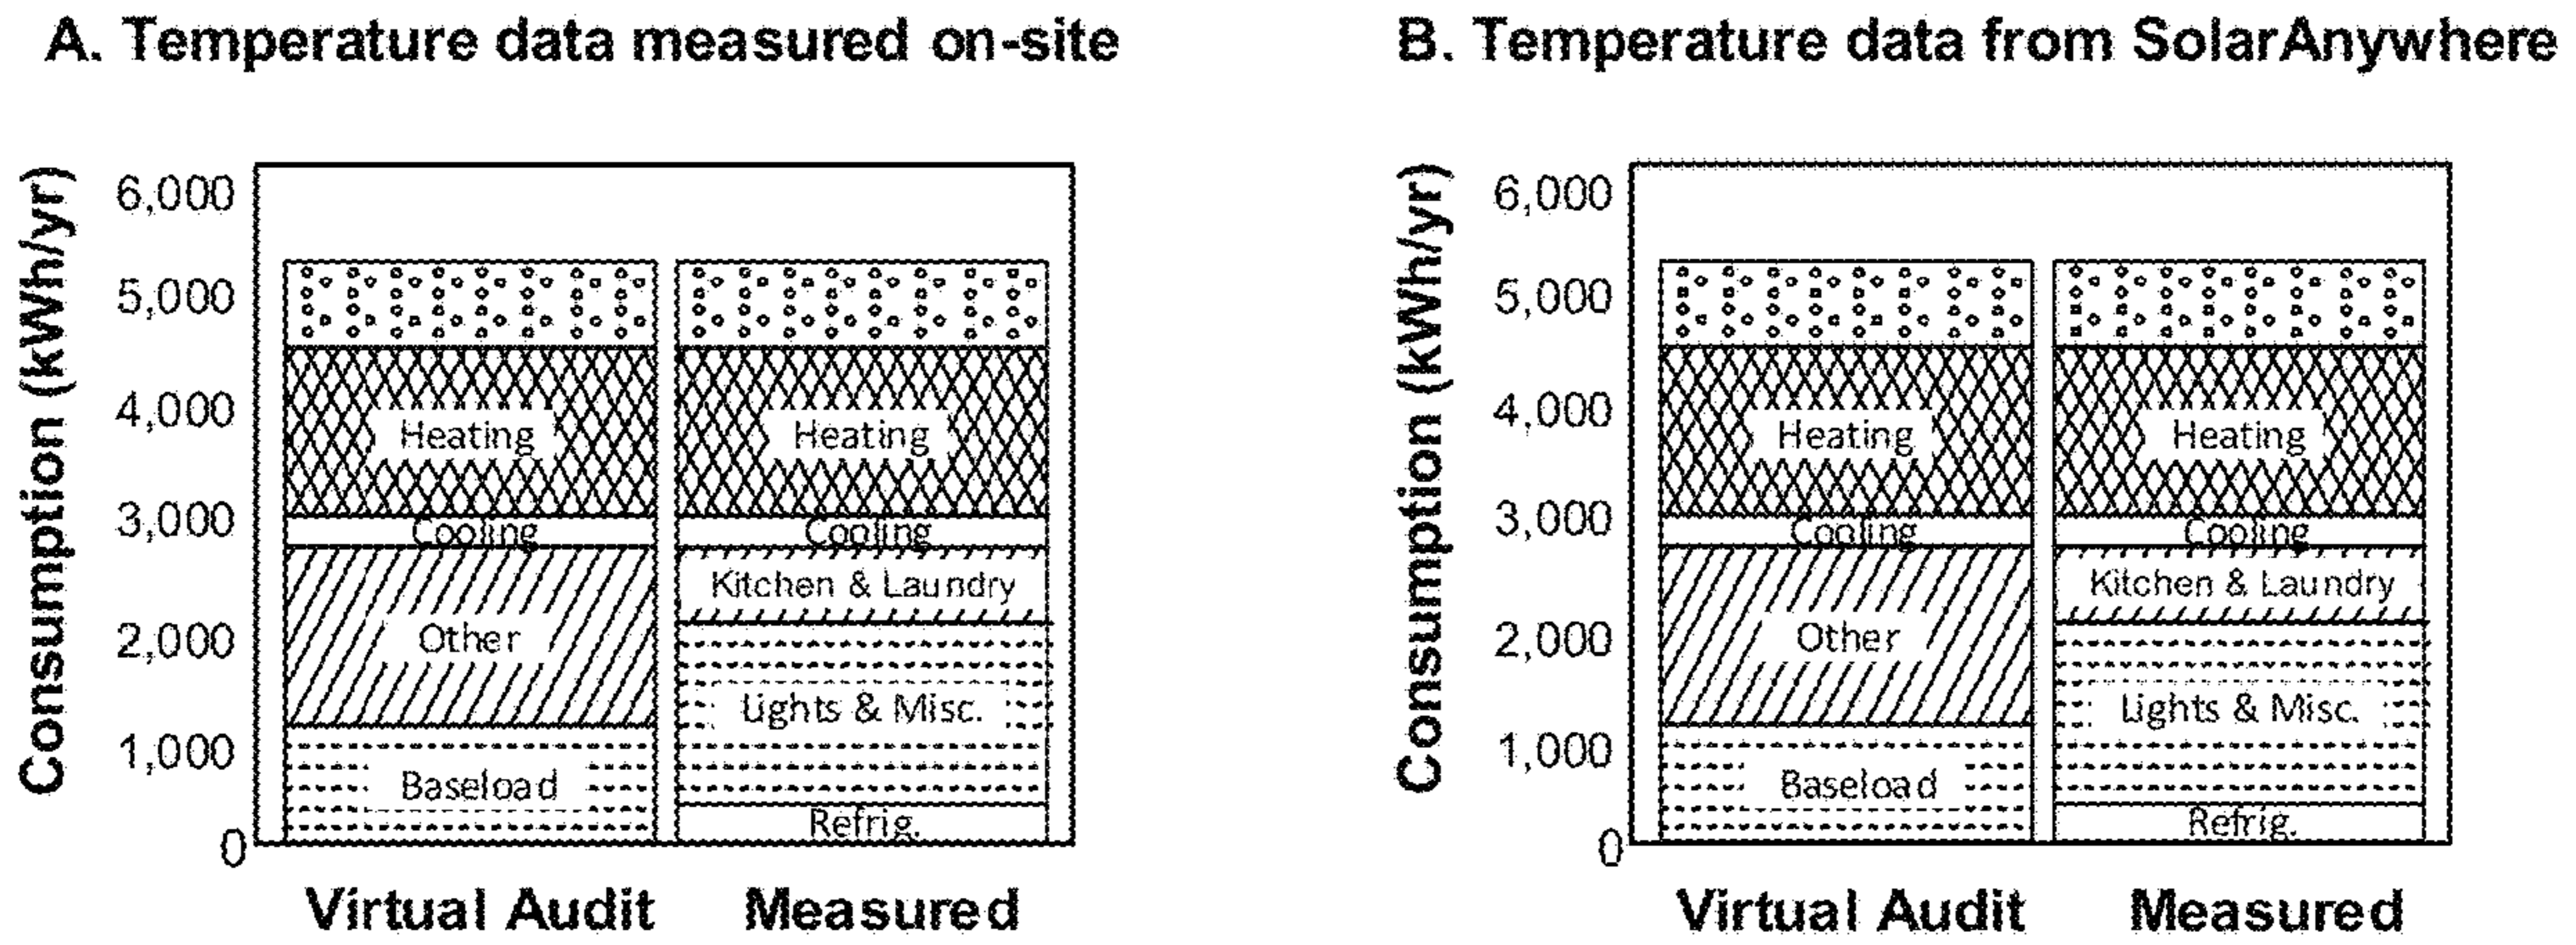 A. Temperature data measured on-site
Consumption (kWh/yr)
6,000
5,000
4,000
3,000
2,000
1,000
0
Heating
Heating
Cooling
Cooling
Kitchen & Laundry
Other
Lights & Misc.
Baseload
Refrig.
Virtual Audit
Measured
B. Temperature data from SolarAnywhere
Consumption (kWh/yr)
6,000
5,000
4,000
3,000
2,000
1,000
0
Heating
Heating
Cooling
Cooling
Kitchen & Laundry
Other
Lights & Misc.
Baseload
Refrig.
Virtual Audit
Measured